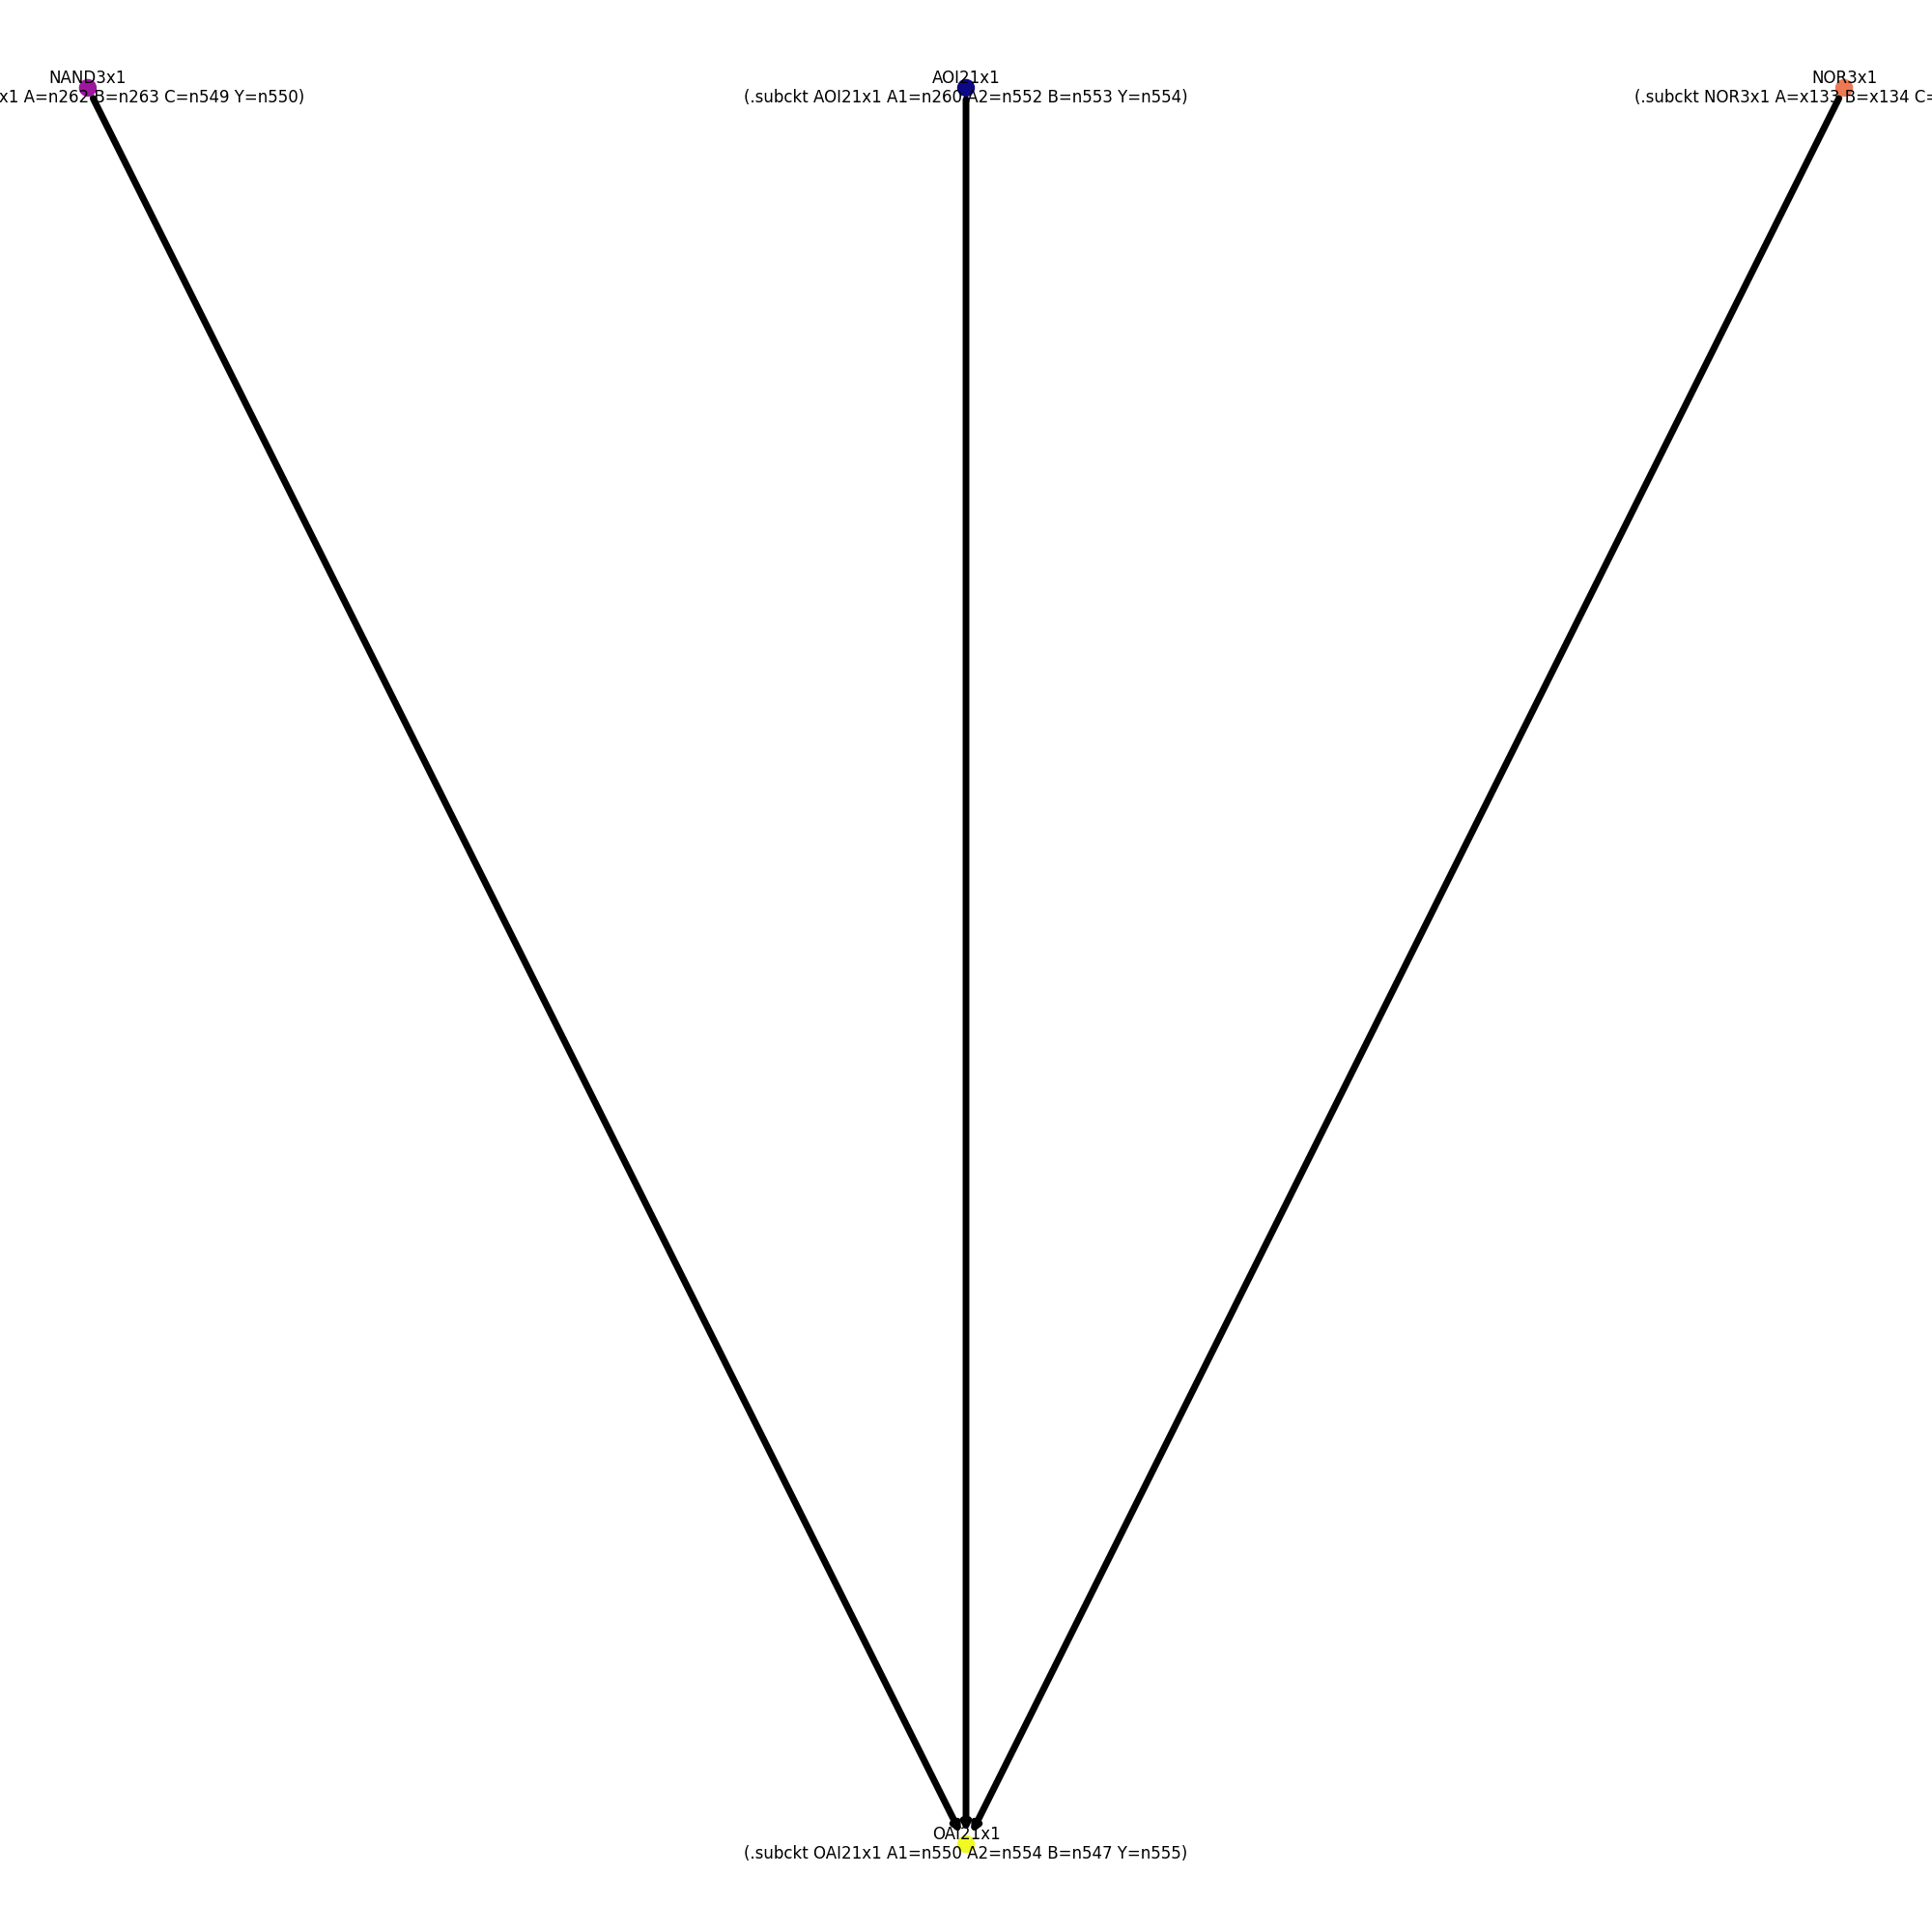 NAND3x1
x1 A=n262 B=n263 C=n549 Y=n550)
AOI21x1
(.subckt AOI21x1 A1=n260 A2=n552 B=n553 Y=n554)
NOR3x1
(.subckt NOR3x1 A=x133 B=x134 C=
OAI21x1
(.subckt OAI21x1 A1=n550 A2=n554 B=n547 Y=n555)